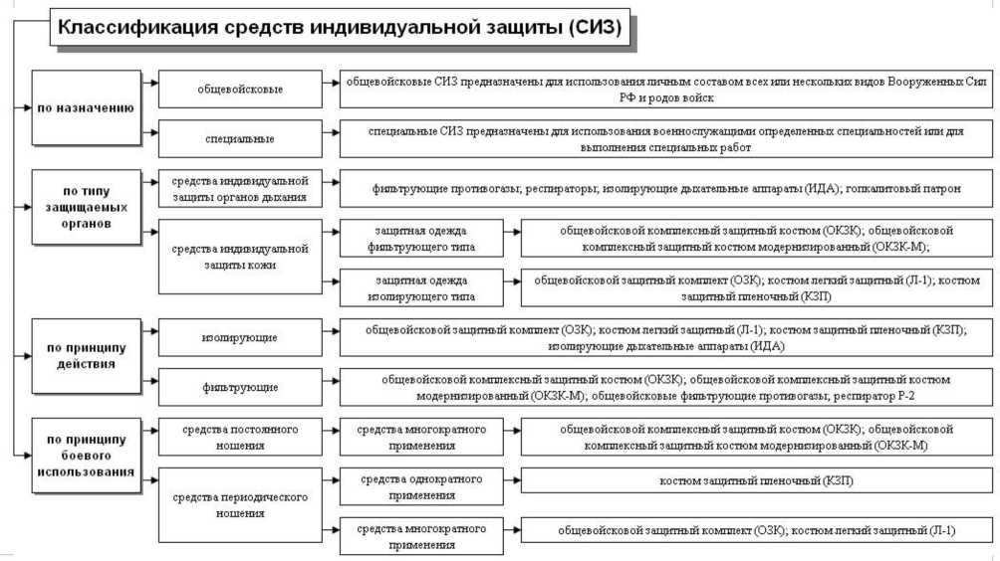 Классификация средств индивидуальной защиты (СИЗ)
по назначению
общевойсковые
общевойсковые СИЗ предназначены для использования личным составом всех или нескольких видов Вооруженных Сил
РФ и родов войск
специальные
специальные СИЗ предназначены для использования военнослужащими определенных специальностей или для
выполнения специальных работ
по типу
защищаемых
органов
средства индивидуальной
защиты органов дыхания
фильтрующие противогазы; респираторы; изолирующие дыхательные аппараты (ИДА); гопкалитовый патрон
средства индивидуальной
защиты кожи
защитная одежда
фильтрующего типа
общевойсковой комплексный защитный костюм (ОКЗК); общевойсковой
комплексный защитный костюм модернизированный (ОКЗК-М);
защитная одежда
изолирующего типа
общевойсковой защитный комплект (ОЗК); костюм легкий защитный (Л-1); костюм
защитный пленочный (КЗП)
по принципу
действия
изолирующие
общевойсковой защитный комплект (ОЗК); костюм легкий защитный (Л-1); костюм защитный пленочный (КЗП);
изолирующие дыхательные аппараты (ИДА)
фильтрующие
общевойсковой комплексный защитный костюм (ОКЗК); общевойсковой комплексный защитный костюм
модернизированный (ОКЗК-М); общевойсковые фильтрующие противогазы; респиратор Р-2
по принципу
боевого
использования
средства постоянного
ношения
средства многократного
применения
общевойсковой комплексный защитный костюм (ОКЗК); общевойсковой
комплексный защитный костюм модернизированный (ОКЗК-М)
средства периодического
ношения
средства однократного
применения
костюм защитный пленочный (КЗП)
средства многократного
применения
общевойсковой защитный комплект (ОЗК); костюм легкий защитный (Л-1)